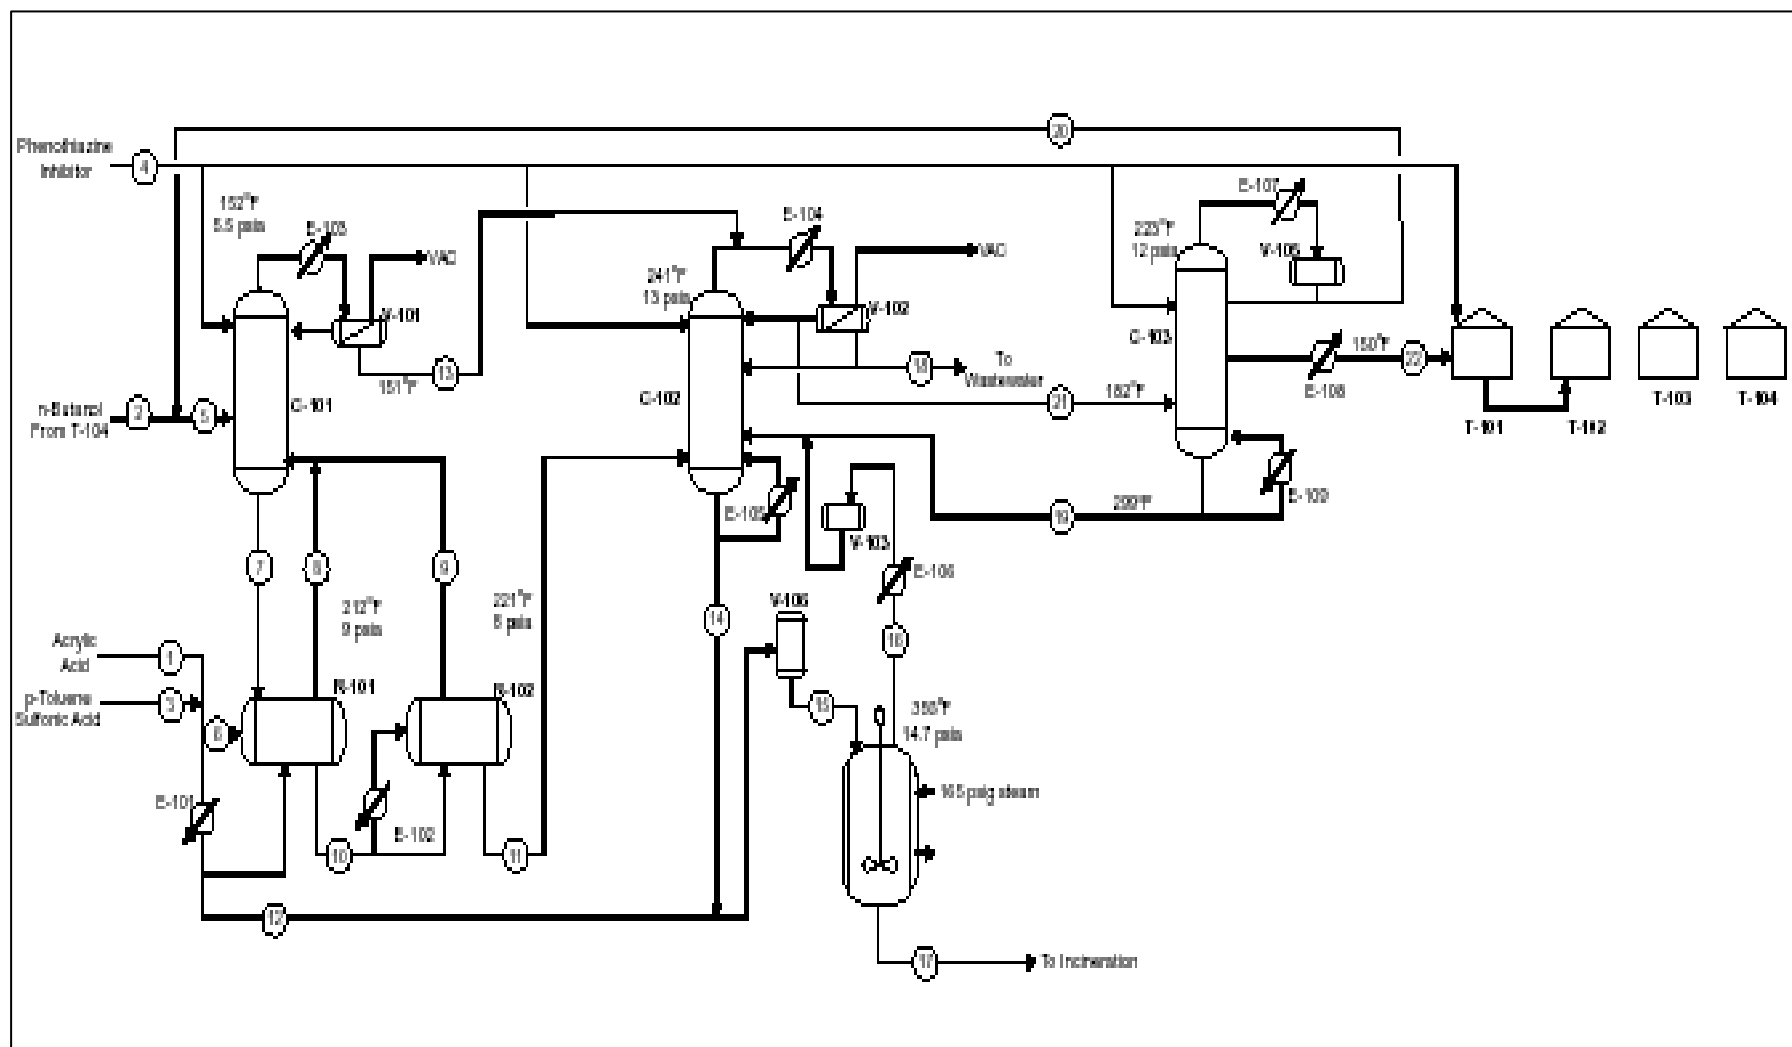 20
Phenothiazine
Inhibitor
4
152°F
5.5 psia
E-103
VAC
V-101
13
151°F
C-101
n-Butanol
From T-104
2
5
E-104
VAC
241°F
13 psia
V-102
18
To
Wastewater
C-102
21
182°F
E-107
223°F
12 psia
V-105
C-103
150°F
22
E-108
T-101
T-102
T-103
T-104
E-109
E-105
V-103
19
299°F
7
8
9
212°F
9 psia
221°F
8 psia
14
V-106
E-106
16
Acrylic
Acid
1
p-Toluene
Sulfonic Acid
3
6
R-101
R-102
15
14.7 psia
165 psig steam
E-101
E-102
10
11
12
17
To Incineration